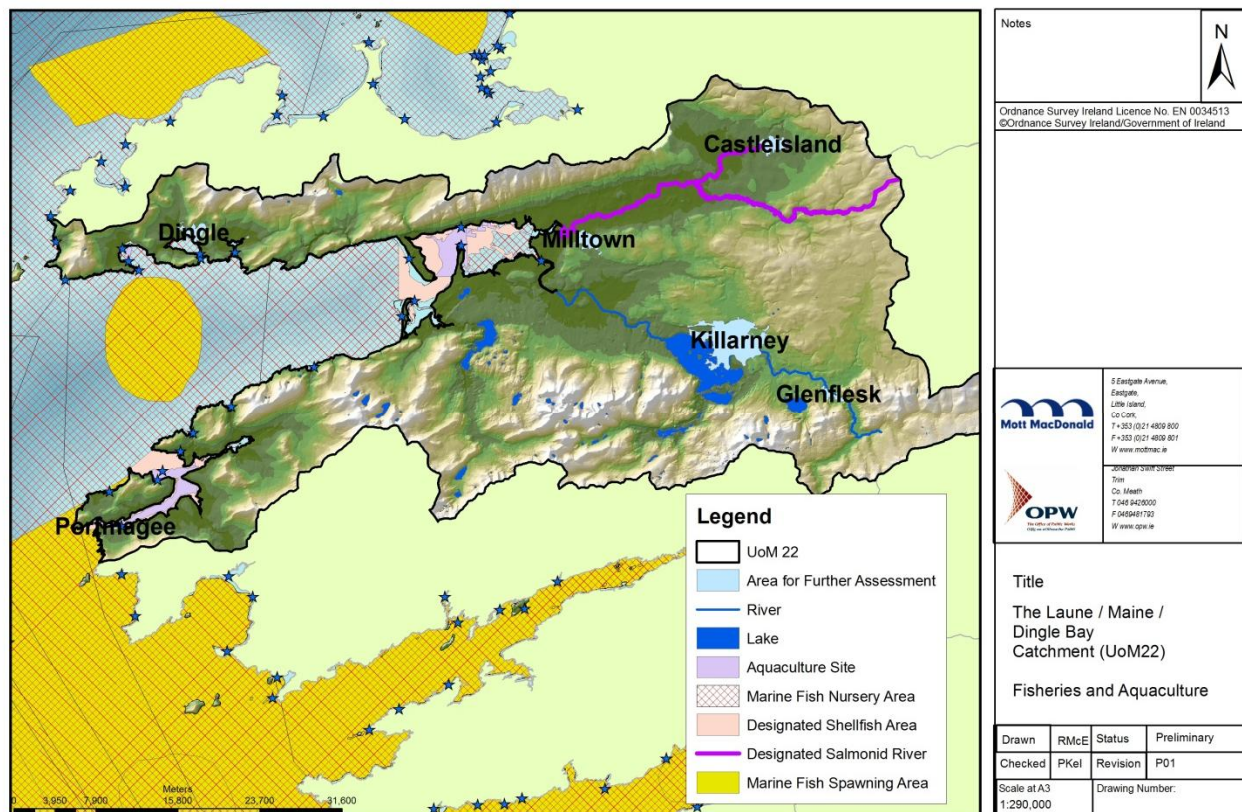 Castleisland
Dingle
Milltown
Killarney
Glenflesk
Portmagee
Meters
0 3,950 7,900 15,800 23,700 31,600
Legend
UoM 22
Area for Further Assessment
River
Lake
Aquaculture Site
Marine Fish Nursery Area
Designated Shellfish Area
Designated Salmonid River
Marine Fish Spawning Area
Notes
N
Ordnance Survey Ireland Licence No. EN 0034513
©Ordnance Survey Ireland/Government of Ireland
Mott MacDonald
5 Eastgate Avenue,
Eastgate,
Little Island,
Co Cork,
T +353 (0)21 4809 800
F +353 (0)21 4809 801
W www.mottmac.ie
OPW
The Office of Public Works
Jonathan Swift Street
Trim
Co. Meath
T 046 9426000
F 0469481793
W www.opw.ie
Title
The Laune / Maine /
Dingle Bay
Catchment (UoM22)
Fisheries and Aquaculture
Drawn RMcE Status Preliminary
Checked PKel Revision P01
Scale at A3
1:290,000
Drawing Number: